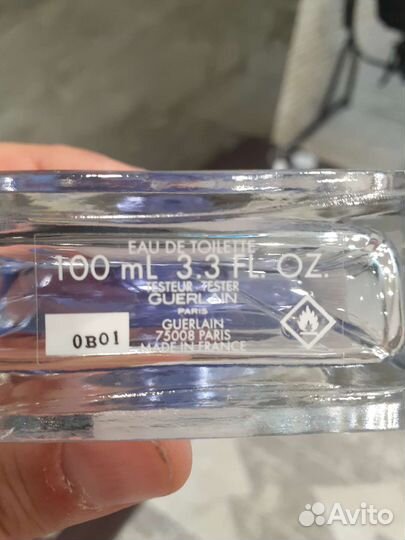 EAU DE TOILETTE
100 mL 3.3 FL. OZ.
TESTEUR - TESTER
GUERLAIN
PARIS
GUERLAIN
75008 PARIS
MADE IN FRANCE
0B01
Avito